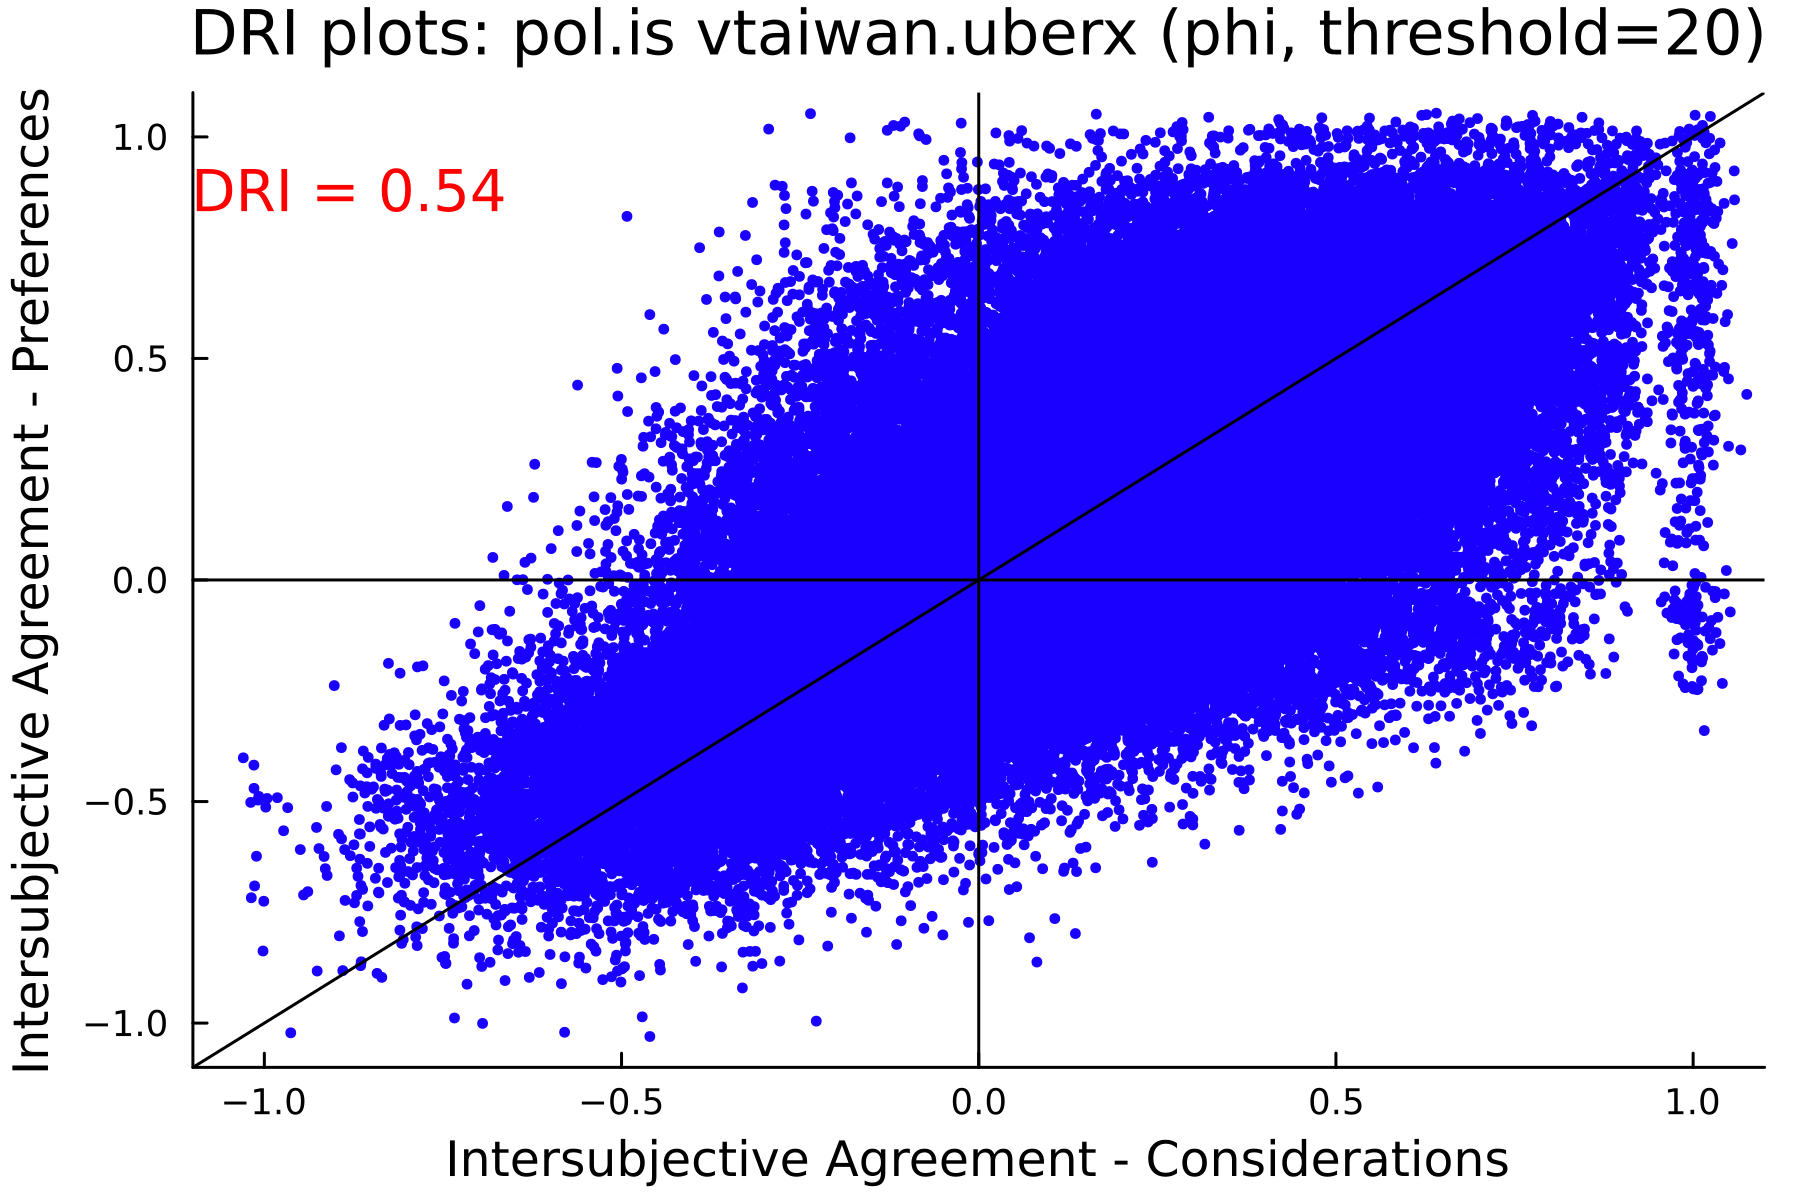 DRI plots: pol.is vtaiwan.uberx (phi, threshold=20)
DRI = 0.54
Intersubjective Agreement - Preferences
1.0
0.5
0.0
−0.5
−1.0
−1.0 −0.5 0.0 0.5 1.0
Intersubjective Agreement - Considerations